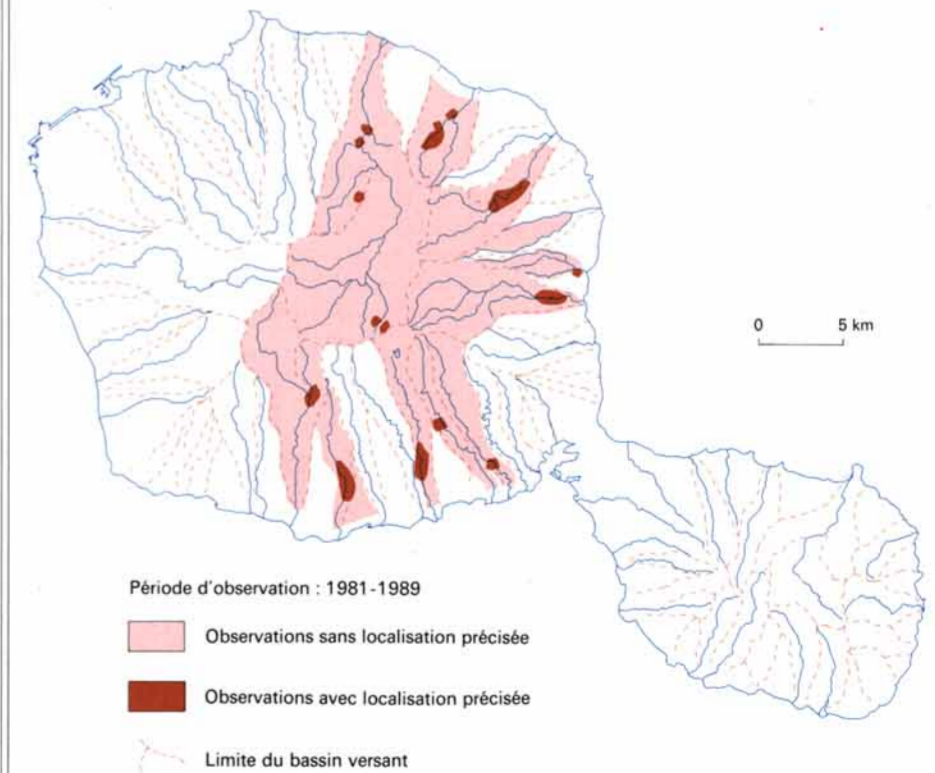 0 5 km
Période d'observation : 1981-1989
Observations sans localisation précisée
Observations avec localisation précisée
Limite du bassin versant